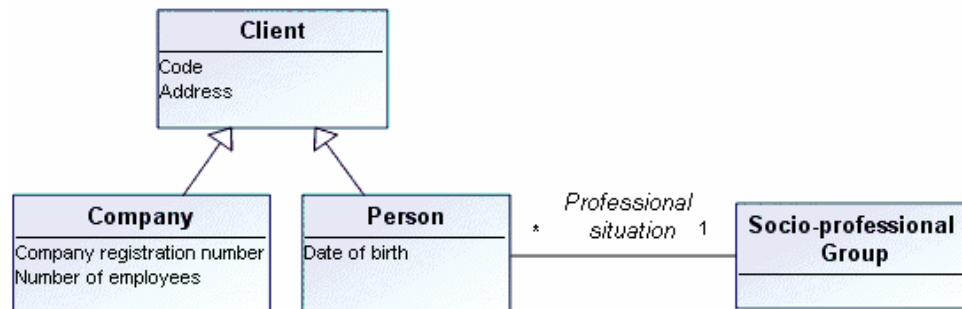 Client
Code
Address
Company
Company registration number
Number of employees
Person
Date of birth
*
Professional
situation
1
Socio-professional
Group